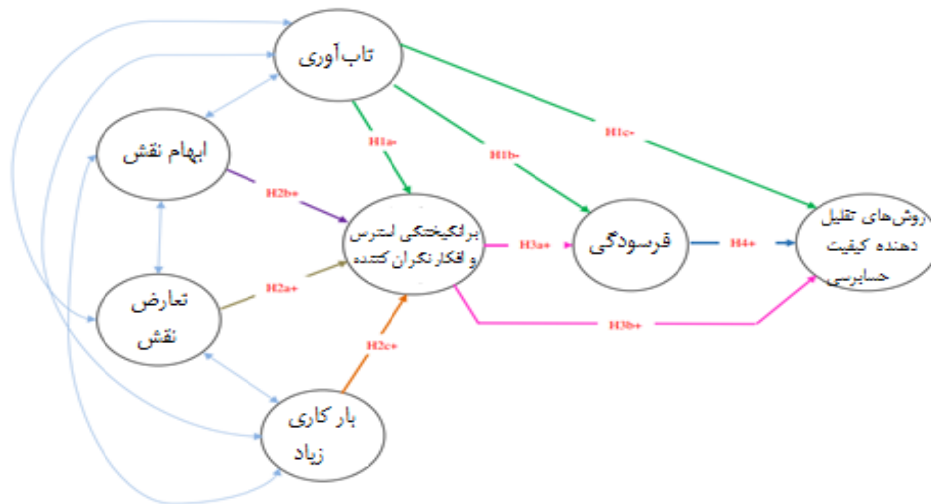 تاب‌آوری
H1c-
ابهام نقش
H1a-
H1b-
H2b+
برانگیختگی استرس
و افکار نگران کننده
H3a+
فرسودگی
H4+
روش‌های تقلیل
دهنده کیفیت
حسابرسی
تعارض
نقش
H2a+
H3b+
H2c+
بار کاری
زیاد